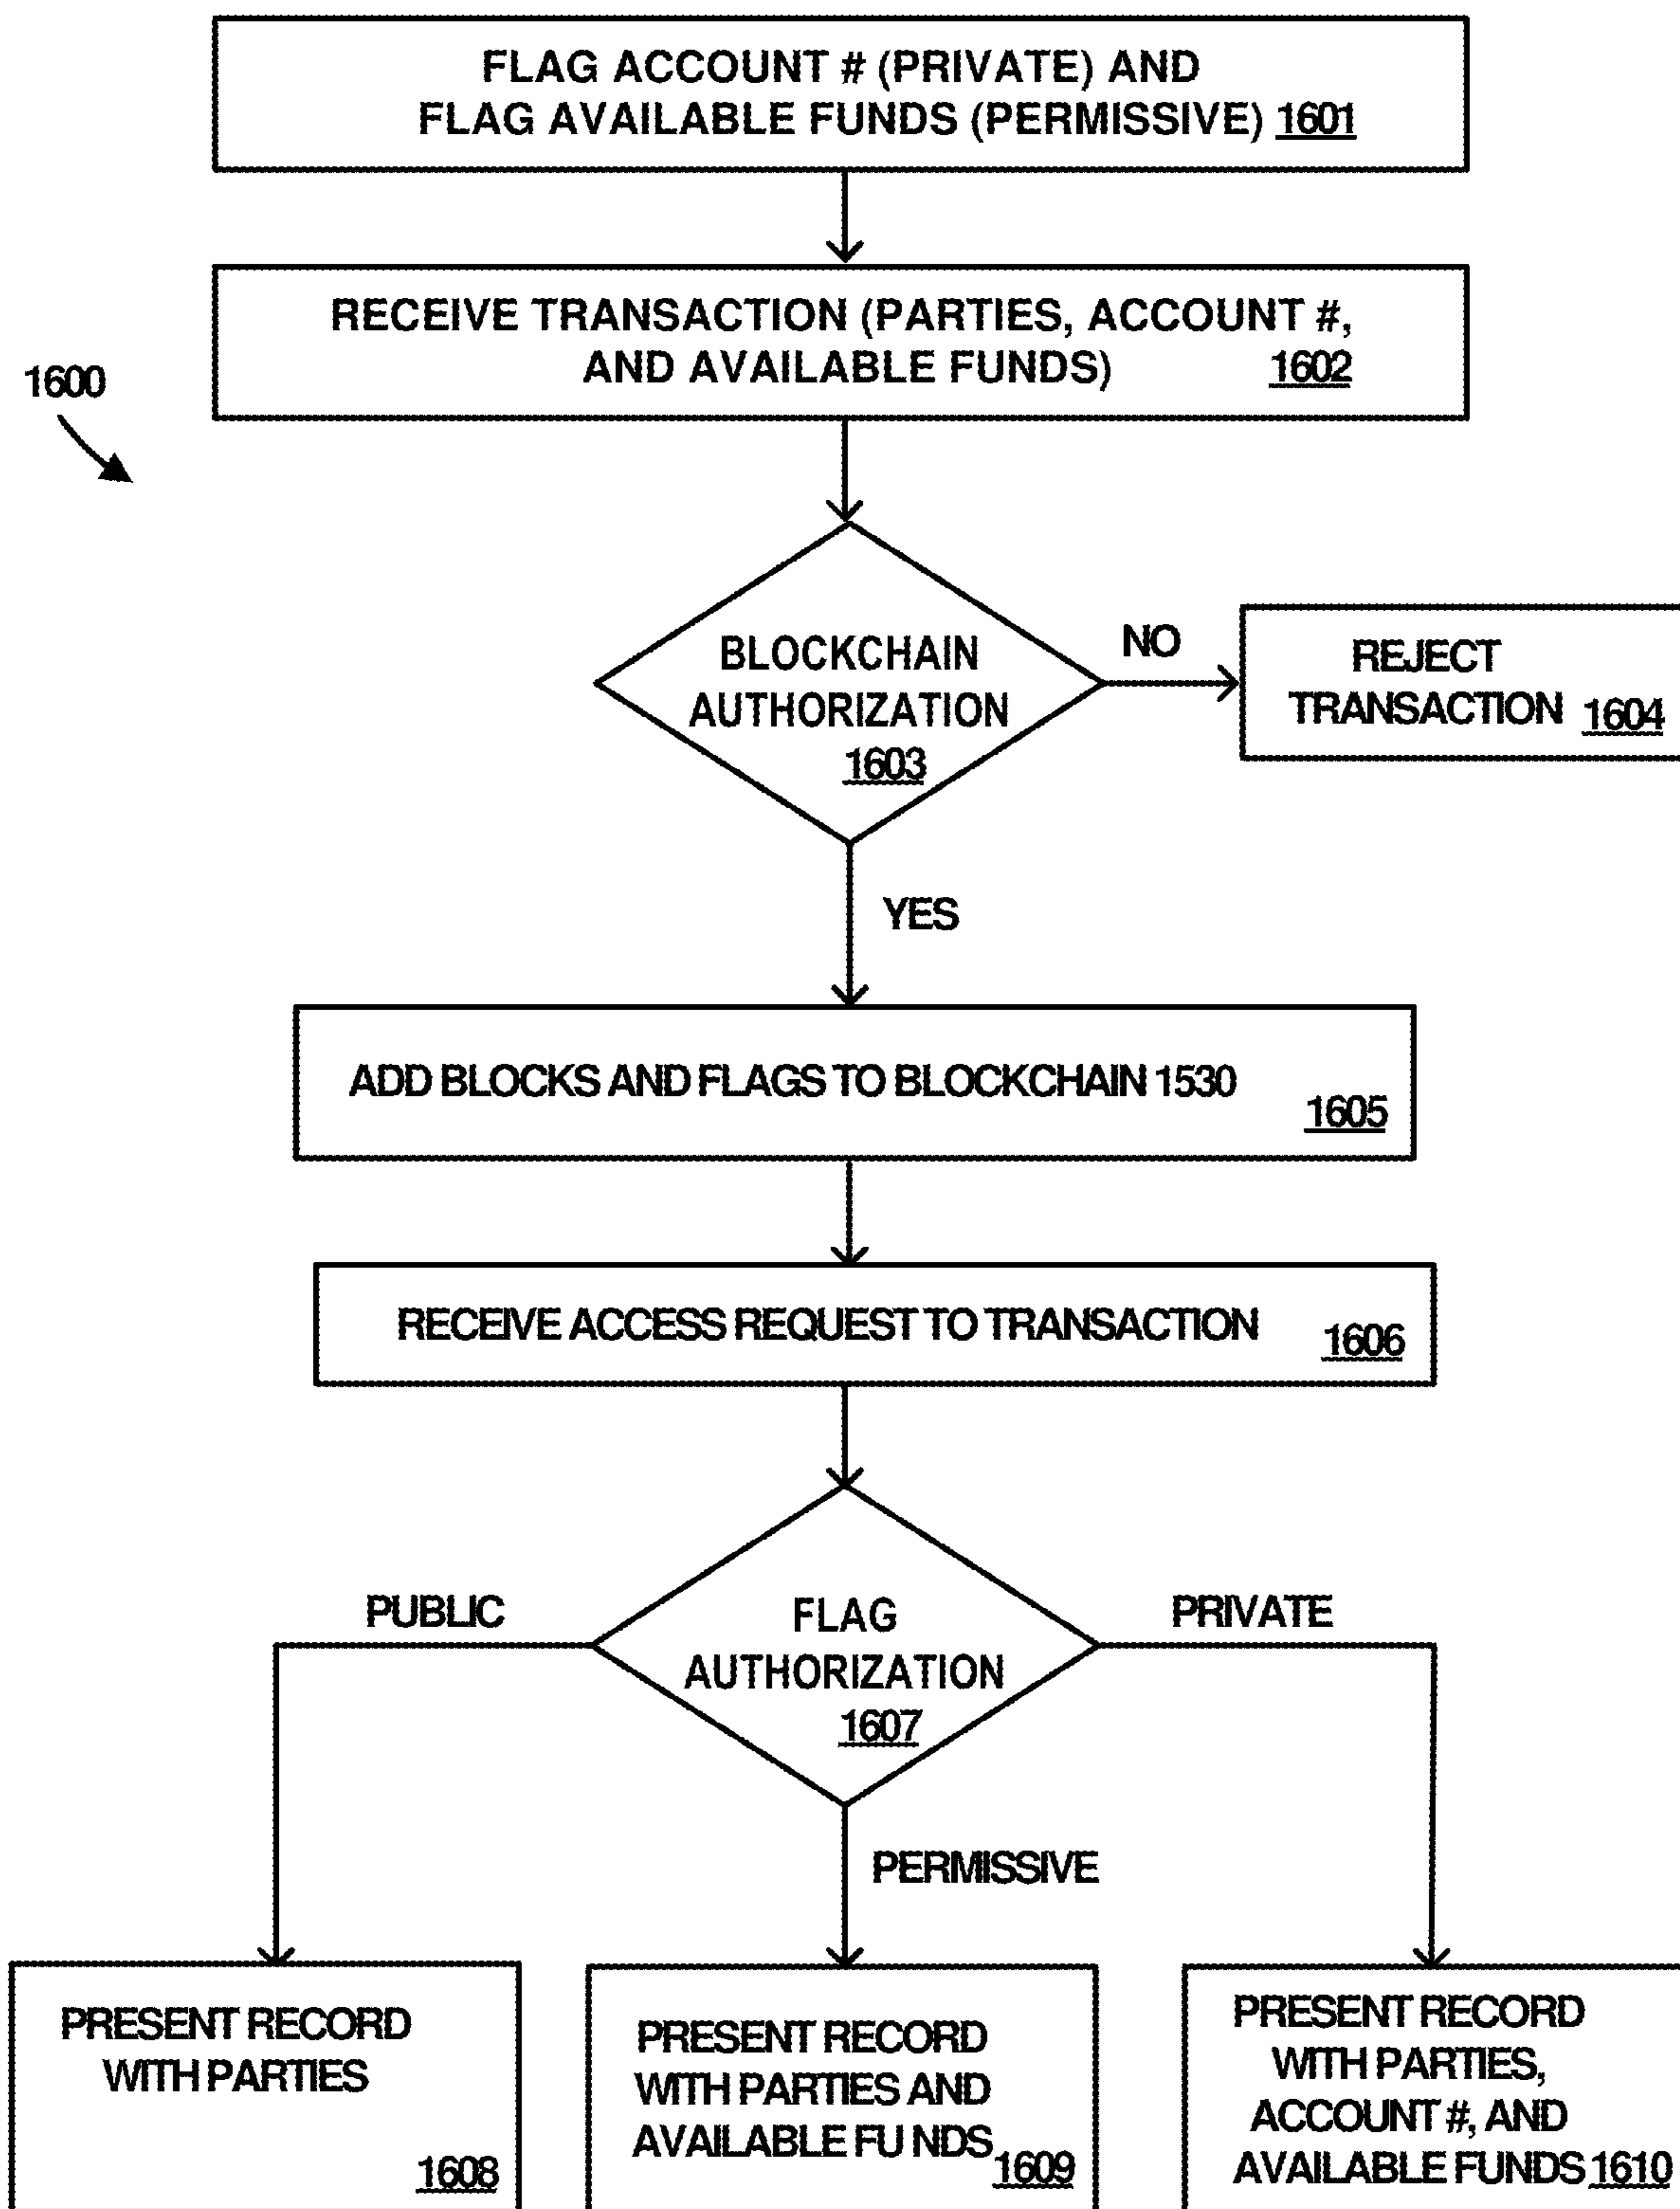 FLAG ACCOUNT # (PRIVATE) AND
FLAG AVAILABLE FUNDS (PERMISSIVE) 1601
RECEIVE TRANSACTION (PARTIES, ACCOUNT #,
AND AVAILABLE FUNDS) 1602
1600
BLOCKCHAIN
AUTHORIZATION
1603
NO
REJECT
TRANSACTION 1604
YES
ADD BLOCKS AND FLAGS TO BLOCKCHAIN 1530
1605
RECEIVE ACCESS REQUEST TO TRANSACTION
1606
PUBLIC
FLAG
AUTHORIZATION
1607
PRIVATE
PERMISSIVE
PRESENT RECORD
WITH PARTIES
1608
PRESENT RECORD
WITH PARTIES AND
AVAILABLE FU NDS 1609
PRESENT RECORD
WITH PARTIES,
ACCOUNT #, AND
AVAILABLE FUNDS 1610